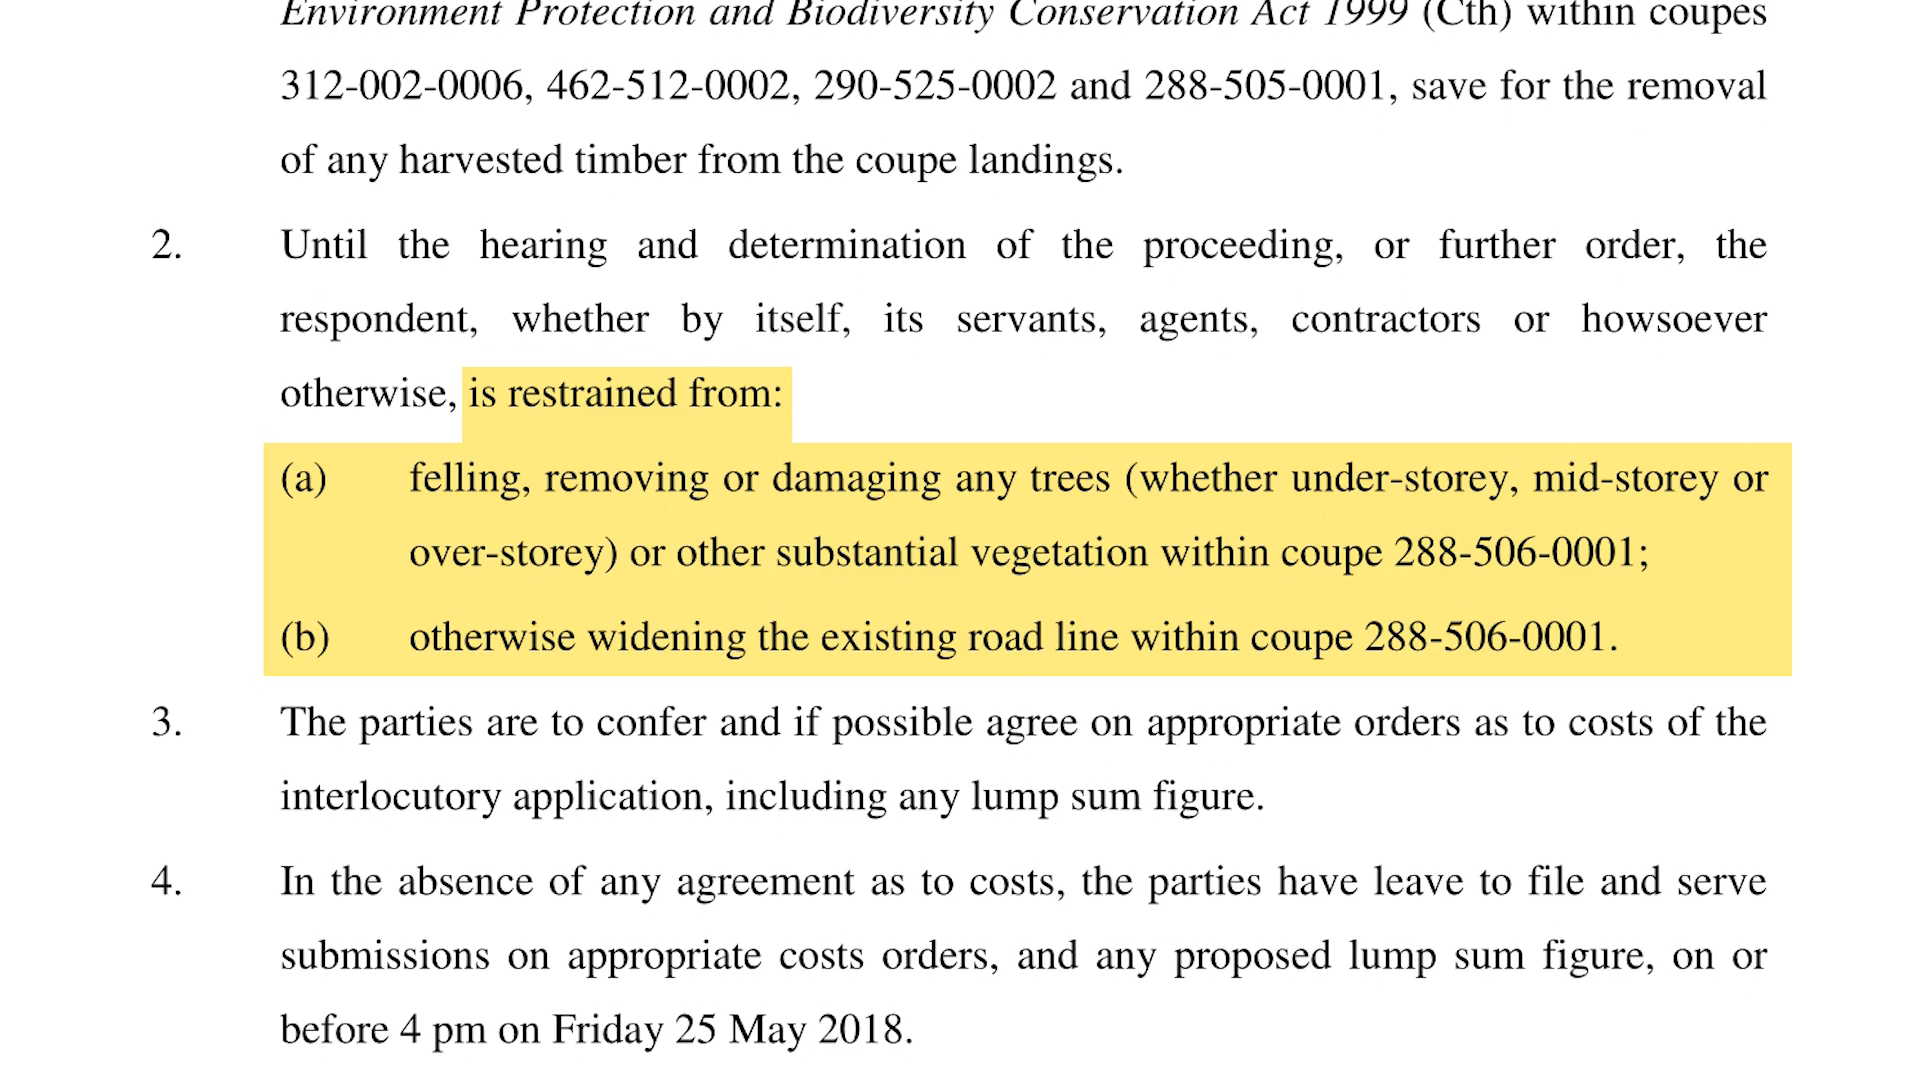 Environment Protection and Biodiversity Conservation Act 1999 (Cth) within coupes
312-002-0006, 462-512-0002, 290-525-0002 and 288-505-0001, save for the removal
of any harvested timber from the coupe landings.
2. Until the hearing and determination of the proceeding, or further order, the
respondent, whether by itself, its servants, agents, contractors or howsoever
otherwise, is restrained from:
(a) felling, removing or damaging any trees (whether under-storey, mid-storey or
over-storey) or other substantial vegetation within coupe 288-506-0001;
(b) otherwise widening the existing road line within coupe 288-506-0001.
3. The parties are to confer and if possible agree on appropriate orders as to costs of the
interlocutory application, including any lump sum figure.
4. In the absence of any agreement as to costs, the parties have leave to file and serve
submissions on appropriate costs orders, and any proposed lump sum figure, on or
before 4 pm on Friday 25 May 2018.